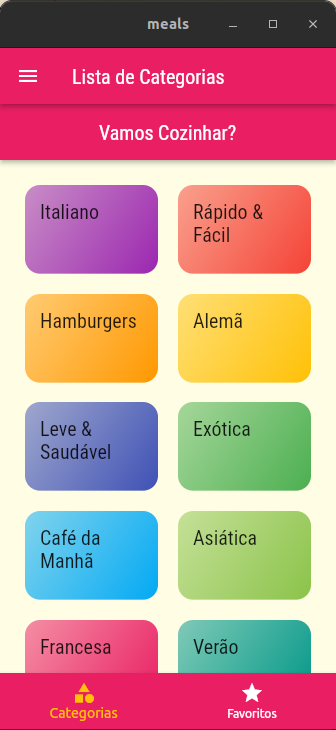 meals
Lista de Categorias
Vamos Cozinhar?
Italiano
Rápido &
Fácil
Hamburgers
Alemã
Leve &
Saudável
Exótica
Café da
Manhã
Asiática
Francesa
Verão
Categorias
Favoritos